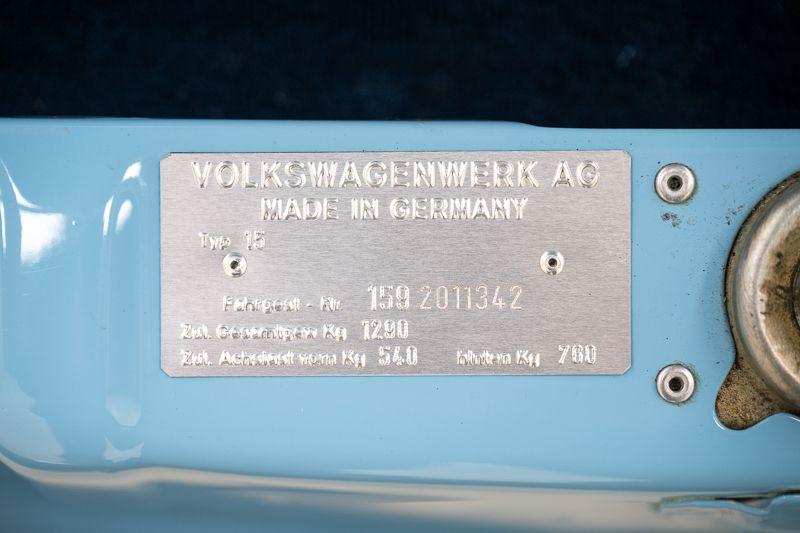 VOLKSWAGENWERK AG
MADE IN GERMANY
Typ 15
Fahrgest - Nr. 159 2011342
Zul. Gesamtgew Kg 1290
Zul. Achslast vorn Kg 540 hinten Kg 760